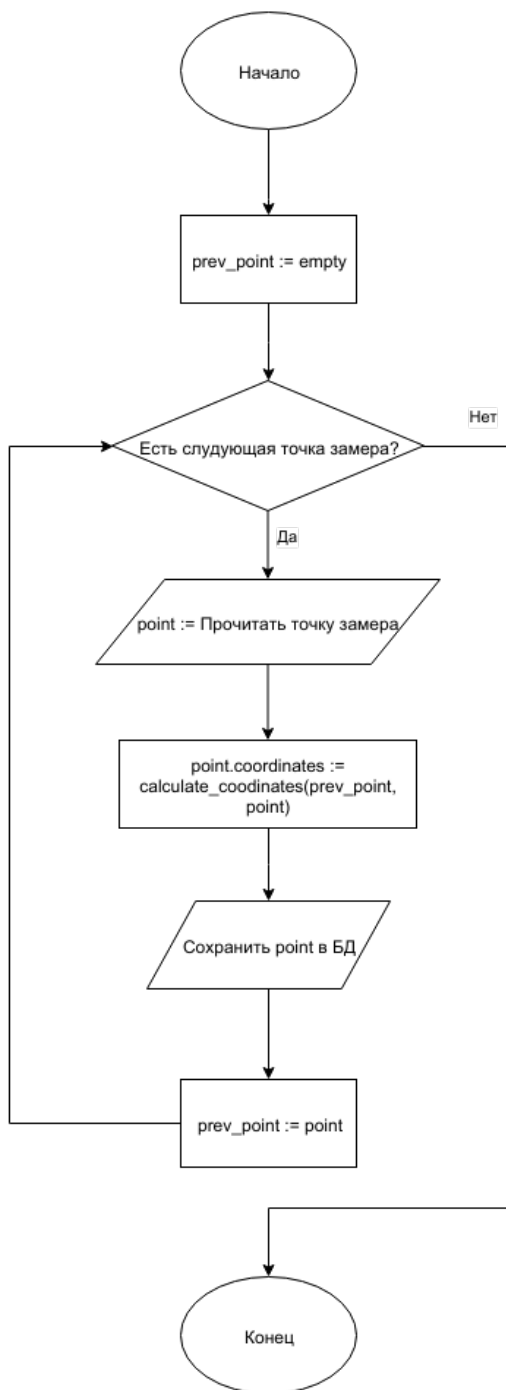 Начало
prev_point := empty
Есть слудующая точка замера?
Нет
Да
point := Прочитать точку замера
point.coordinates :=
calculate_coodinates(prev_point,
point)
Сохранить point в БД
prev_point := point
Конец